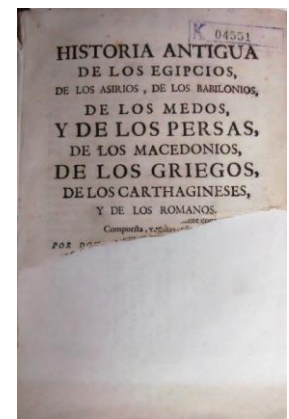 K 04551
HISTORIA ANTIGUA
DE LOS EGIPCIOS,
DE LOS ASIRIOS, DE LOS BABILONIOS,
DE LOS MEDOS,
Y DE LOS PERSAS,
DE LOS MACEDONIOS,
DE LOS GRIEGOS,
DE LOS CARTHAGINESES,
Y DE LOS ROMANOS.
Compuesta, y
POR